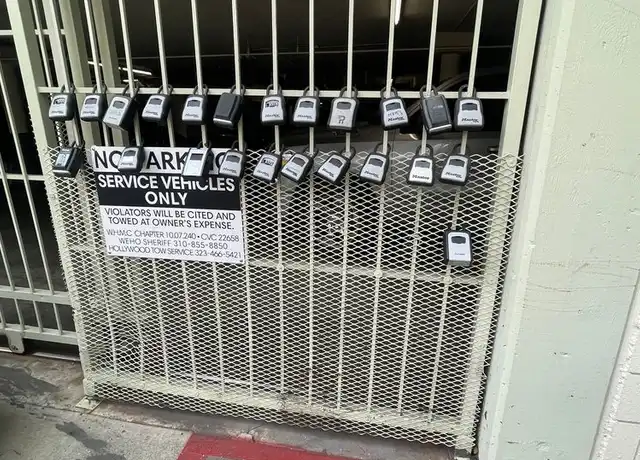 NO PARKING
SERVICE VEHICLES
ONLY
VIOLATORS WILL BE CITED AND
TOWED AT OWNER'S EXPENSE.
WHMC CHAPTER 10.07.240 • CVC 22658
WEHO SHERIFF 310-855-8850
HOLLYWOOD TOW SERVICE 323-466-5421